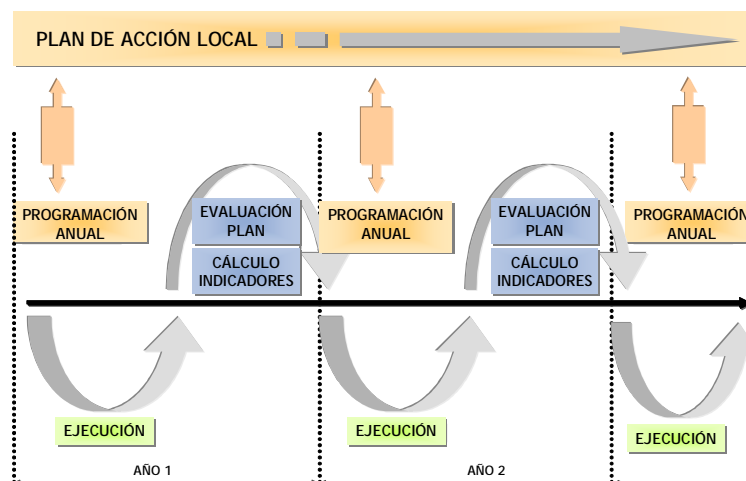 PLAN DE ACCIÓN LOCAL
PROGRAMACIÓN
ANUAL
EVALUACIÓN
PLAN
CÁLCULO
INDICADORES
PROGRAMACIÓN
ANUAL
EVALUACIÓN
PLAN
CÁLCULO
INDICADORES
PROGRAMACIÓN
ANUAL
EJECUCIÓN
EJECUCIÓN
EJECUCIÓN
AÑO 1
AÑO 2